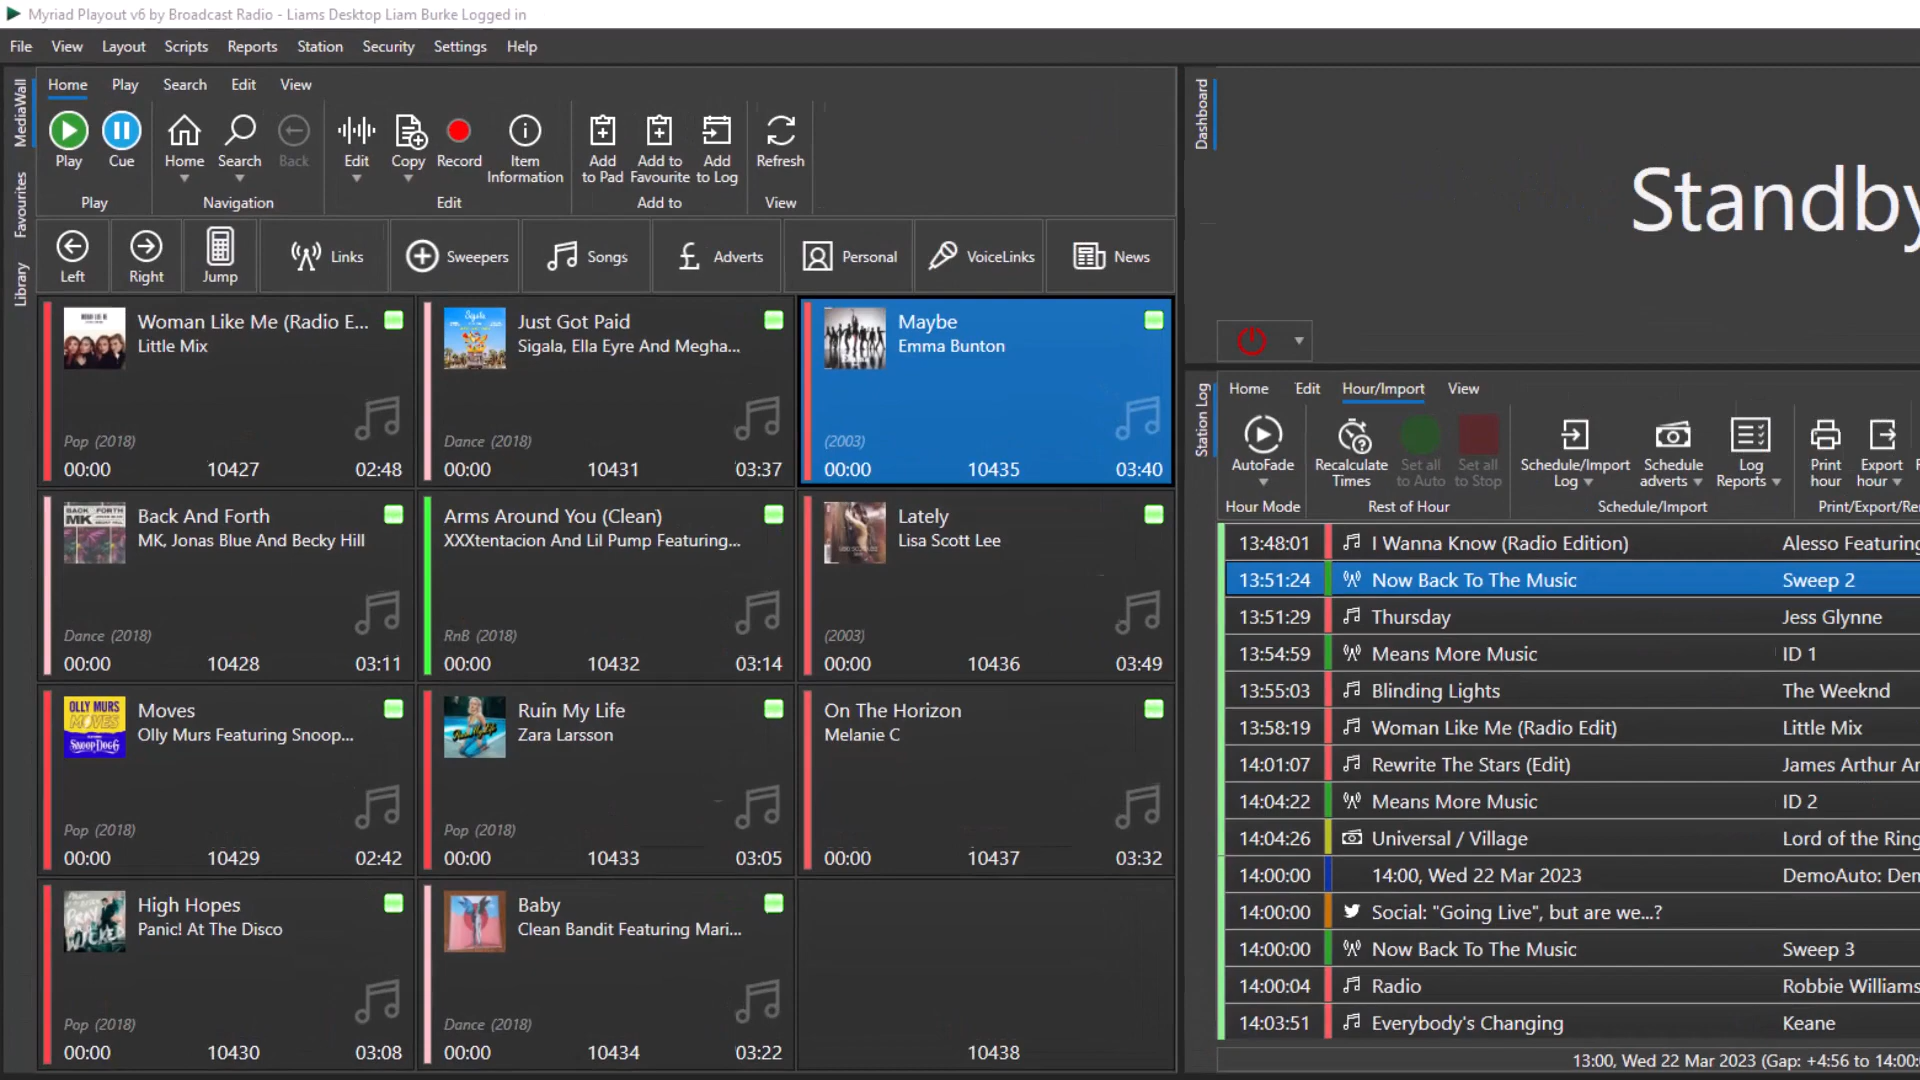 Myriad Playout v6 by Broadcast Radio - Liams Desktop Liam Burke Logged in
File View Layout Scripts Reports Station Security Settings Help
MediaWall
Favourites
Library
Home Play Search Edit View
Play Cue Home Search Back Edit Copy Record Item Information Add to Pad Add to Favourite Add to Log Refresh
Play Navigation Edit Add to View
Left Right Jump Links Sweepers Songs Adverts Personal VoiceLinks News
Woman Like Me (Radio E...
Little Mix
Pop (2018)
00:00 10427 02:48
Just Got Paid
Sigala, Ella Eyre And Megha...
Dance (2018)
00:00 10431 03:37
Maybe
Emma Bunton
(2003)
00:00 10435 03:40
BACK FORTH
MK
Back And Forth
MK, Jonas Blue And Becky Hill
Dance (2018)
00:00 10428 03:11
Arms Around You (Clean)
XXXtentacion And Lil Pump Featuring...
RnB (2018)
00:00 10432 03:14
Lately
Lisa Scott Lee
(2003)
00:00 10436 03:49
OLLY MURS
MOVES
SNOOP DOGG
Moves
Olly Murs Featuring Snoop...
Pop (2018)
00:00 10429 02:42
Ruin My Life
Zara Larsson
Pop (2018)
00:00 10433 03:05
On The Horizon
Melanie C
00:00 10437 03:32
High Hopes
Panic! At The Disco
Pop (2018)
00:00 10430 03:08
Baby
Clean Bandit Featuring Mari...
Dance (2018)
00:00 10434 03:22
10438
Dashboard
Standby
Station Log
Home Edit Hour/Import View
AutoFade Recalculate Times Set all to Auto Set all to Stop Schedule/Import Log Schedule adverts Log Reports Print hour Export hour
Hour Mode Rest of Hour Schedule/Import Print/Export/Re
13:48:01 I Wanna Know (Radio Edition) Alesso Featuring
13:51:24 Now Back To The Music Sweep 2
13:51:29 Thursday Jess Glynne
13:54:59 Means More Music ID 1
13:55:03 Blinding Lights The Weeknd
13:58:19 Woman Like Me (Radio Edit) Little Mix
14:01:07 Rewrite The Stars (Edit) James Arthur An
14:04:22 Means More Music ID 2
14:04:26 Universal / Village Lord of the Ring
14:00:00 14:00, Wed 22 Mar 2023 DemoAuto: Den
14:00:00 Social: "Going Live", but are we...?
14:00:00 Now Back To The Music Sweep 3
14:00:04 Radio Robbie Williams
14:03:51 Everybody's Changing Keane
13:00, Wed 22 Mar 2023 (Gap: +4:56 to 14:00: